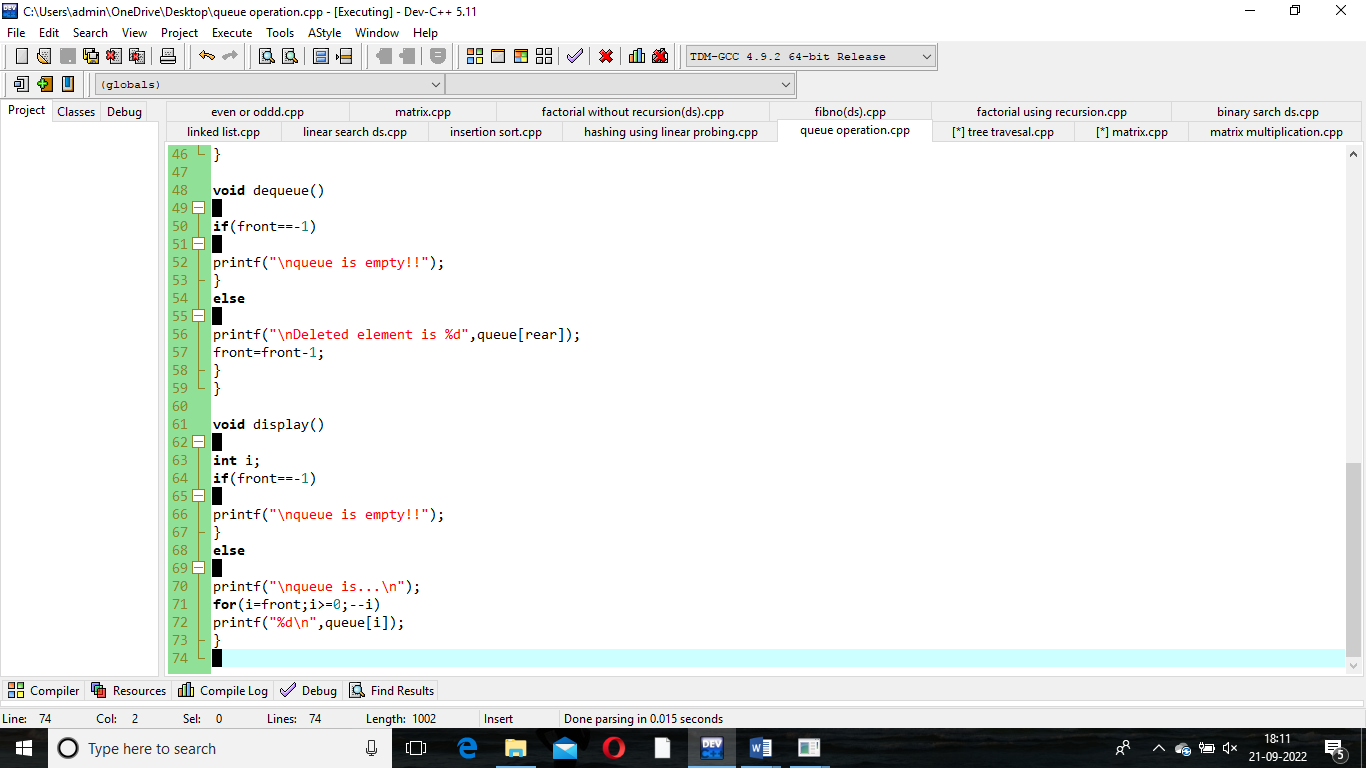 C:\Users\admin\OneDrive\Desktop\queue operation.cpp - [Executing] - Dev-C++ 5.11
File Edit Search View Project Execute Tools AStyle Window Help
TDM-GCC 4.9.2 64-bit Release
(globals)
Project Classes Debug
even or oddd.cpp matrix.cpp factorial without recursion(ds).cpp fibno(ds).cpp factorial using recursion.cpp binary sarch ds.cpp
linked list.cpp linear search ds.cpp insertion sort.cpp hashing using linear probing.cpp queue operation.cpp [*] tree travesal.cpp [*] matrix.cpp matrix multiplication.cpp
46 }
47
48 void dequeue()
49
50 if(front==-1)
51
52 printf("\nqueue is empty!!");
53 }
54 else
55
56 printf("\nDeleted element is %d",queue[rear]);
57 front=front-1;
58 }
59 }
60
61 void display()
62
63 int i;
64 if(front==-1)
65
66 printf("\nqueue is empty!!");
67 }
68 else
69
70 printf("\nqueue is...\n");
71 for(i=front;i>=0;--i)
72 printf("%d\n",queue[i]);
73 }
74
Compiler Resources Compile Log Debug Find Results
Line: 74 Col: 2 Sel: 0 Lines: 74 Length: 1002 Insert Done parsing in 0.015 seconds
Type here to search
18:11
21-09-2022
5